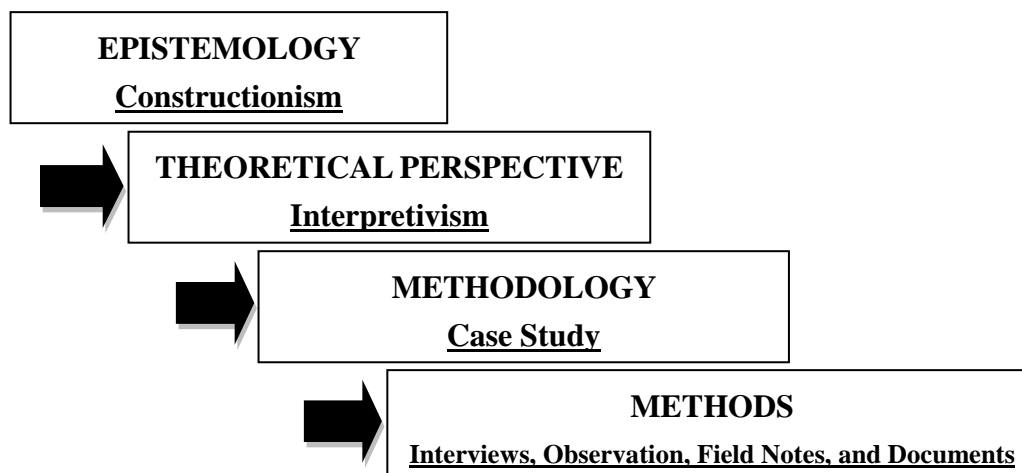 EPISTEMOLOGY
Constructionism
THEORETICAL PERSPECTIVE
Interpretivism
METHODOLOGY
Case Study
METHODS
Interviews, Observation, Field Notes, and Documents